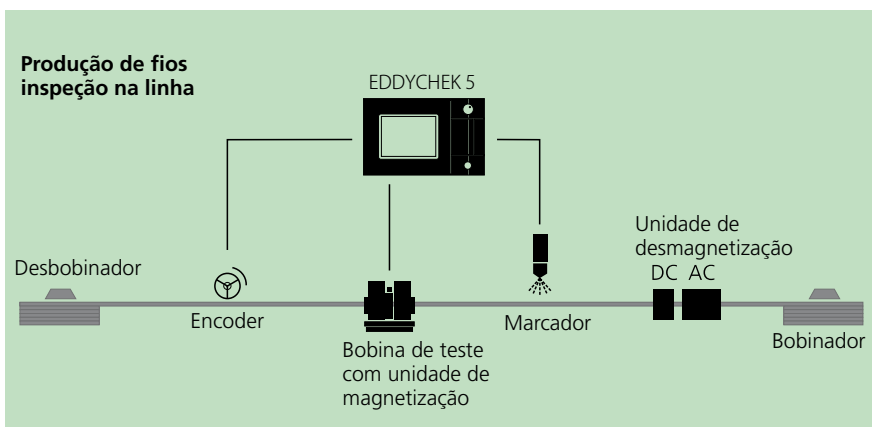 Produção de fios
inspeção na linha
EDDYCHEK 5
Unidade de
desmagnetização
DC AC
Desbobinador
Encoder
Marcador
Bobinador
Bobina de teste
com unidade de
magnetização